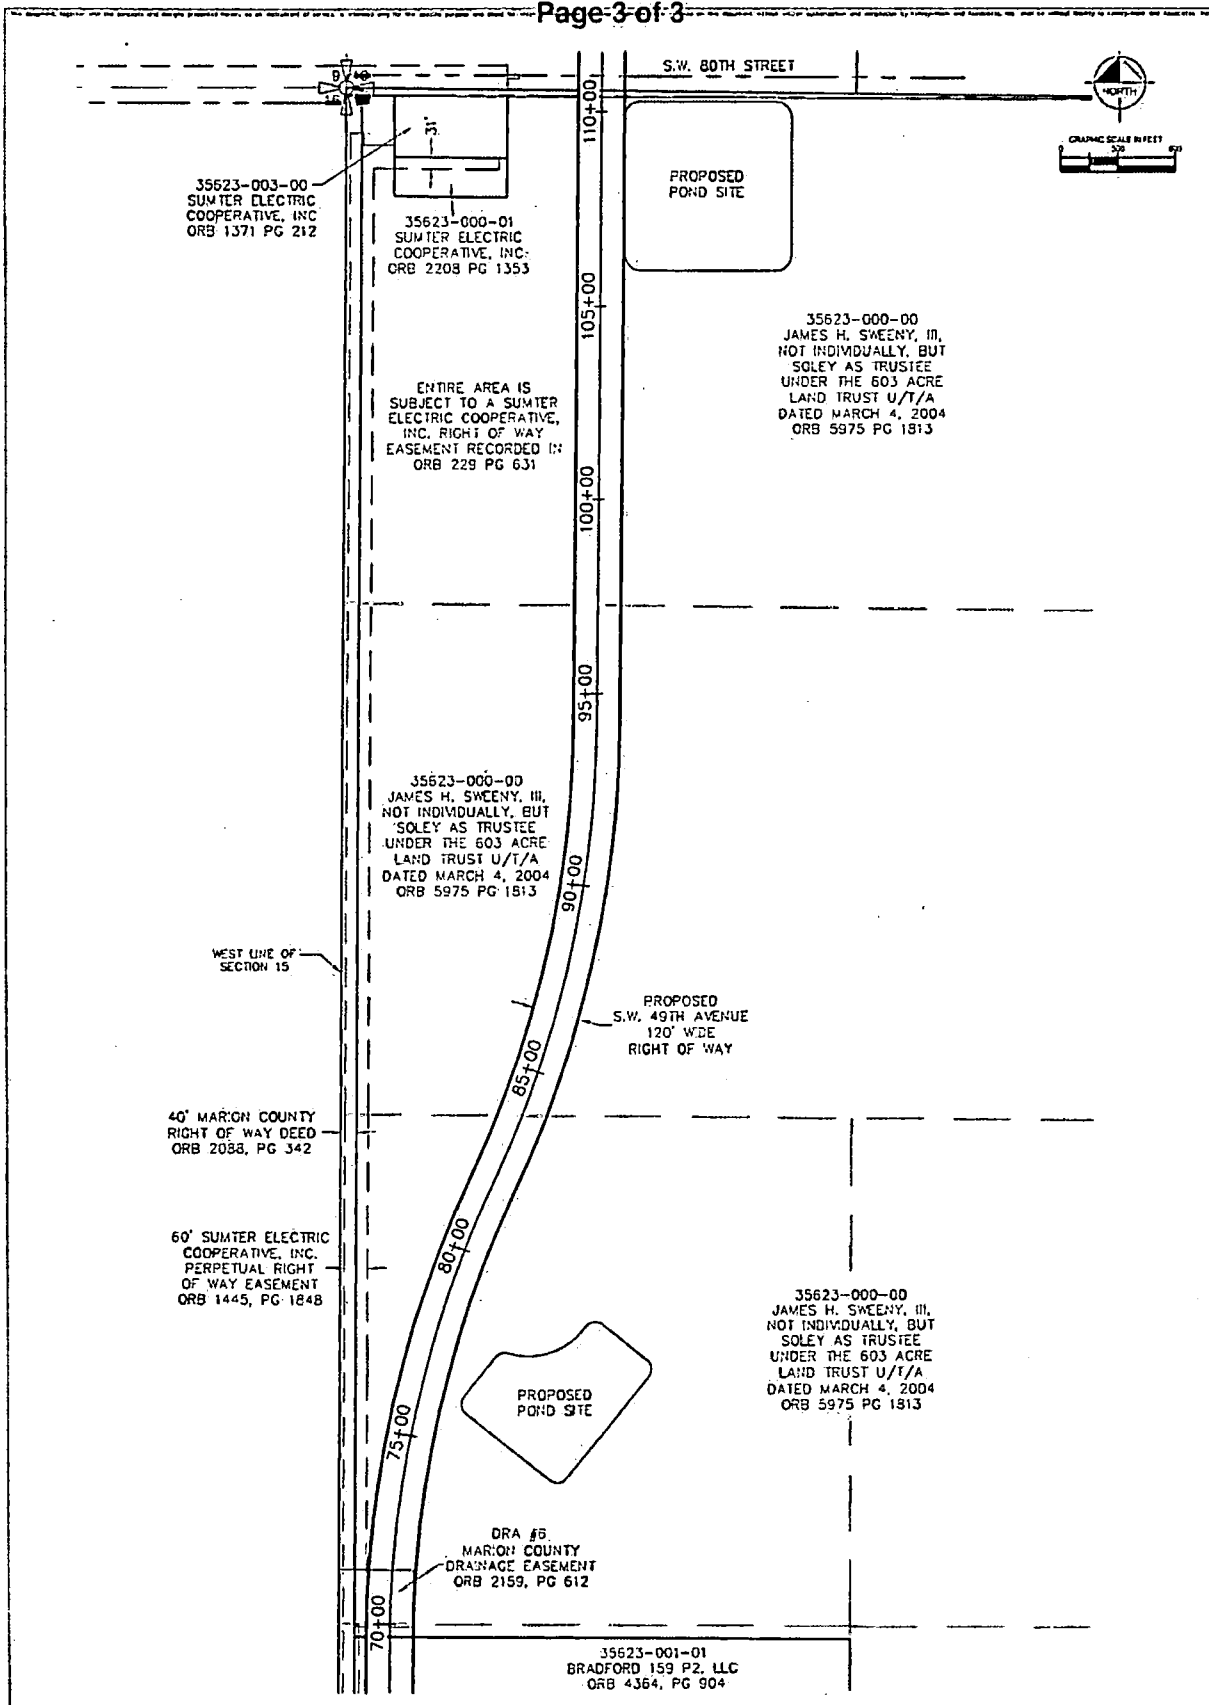 Page 3 of 3
S.W. 80TH STREET
NORTH
GRAPHIC SCALE IN FEET
0
9
31'
110+00
PROPOSED
POND SITE
35623-003-00
SUMTER ELECTRIC
COOPERATIVE, INC
ORB 1371 PG 212
35623-000-01
SUMTER ELECTRIC
COOPERATIVE, INC.
ORB 2208 PG 1353
105+00
35623-000-00
JAMES H. SWEENY, III,
NOT INDIVIDUALLY, BUT
SOLEY AS TRUSTEE
UNDER THE 603 ACRE
LAND TRUST U/T/A
DATED MARCH 4, 2004
ORB 5975 PG 1813
ENTIRE AREA IS
SUBJECT TO A SUMTER
ELECTRIC COOPERATIVE,
INC. RIGHT OF WAY
EASEMENT RECORDED IN
ORB 229 PG 631
100+00
95+00
35623-000-00
JAMES H. SWEENY, III,
NOT INDIVIDUALLY, BUT
SOLEY AS TRUSTEE
UNDER THE 603 ACRE
LAND TRUST U/T/A
DATED MARCH 4, 2004
ORB 5975 PG 1813
90+00
WEST LINE OF
SECTION 15
PROPOSED
S.W. 49TH AVENUE
120' WIDE
RIGHT OF WAY
85+00
40' MARION COUNTY
RIGHT OF WAY DEED
ORB 2088, PG 342
80+00
60' SUMTER ELECTRIC
COOPERATIVE, INC.
PERPETUAL RIGHT
OF WAY EASEMENT
ORB 1445, PG 1848
35623-000-00
JAMES H. SWEENY, III,
NOT INDIVIDUALLY, BUT
SOLEY AS TRUSTEE
UNDER THE 603 ACRE
LAND TRUST U/T/A
DATED MARCH 4, 2004
ORB 5975 PG 1813
PROPOSED
POND SITE
75+00
DRA #6
MARION COUNTY
DRAINAGE EASEMENT
ORB 2159, PG 612
70+00
35623-001-01
BRADFORD 159 P2, LLC
ORB 4364, PG 904